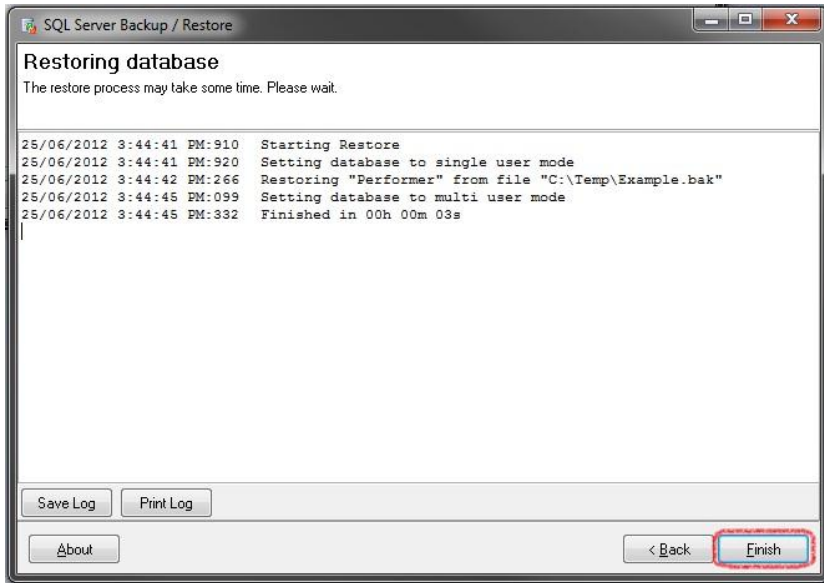 SQL Server Backup / Restore
Restoring database
The restore process may take some time. Please wait.
25/06/2012 3:44:41 PM:910 Starting Restore
25/06/2012 3:44:41 PM:920 Setting database to single user mode
25/06/2012 3:44:42 PM:266 Restoring "Performer" from file "C:\Temp\Example.bak"
25/06/2012 3:44:45 PM:099 Setting database to multi user mode
25/06/2012 3:44:45 PM:332 Finished in 00h 00m 03s
Save Log Print Log
About < Back Finish